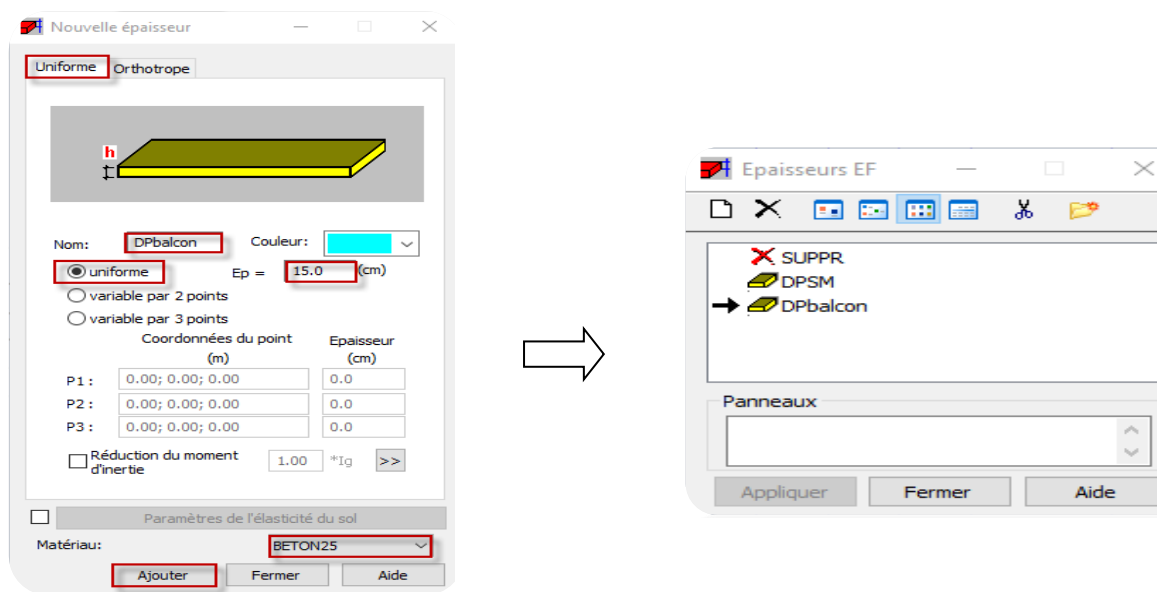 Nouvelle épaisseur
Uniforme Orthotrope
h
Nom: DPbalcon Couleur:
uniforme Ep = 15.0 (cm)
variable par 2 points
variable par 3 points
Coordonnées du point Epaisseur
(m) (cm)
P1 : 0.00; 0.00; 0.00 0.0
P2 : 0.00; 0.00; 0.00 0.0
P3 : 0.00; 0.00; 0.00 0.0
Réduction du moment
d'inertie 1.00 *Ig >>
Paramètres de l'élasticité du sol
Matériau: BETON25
Ajouter Fermer Aide
Epaisseurs EF
SUPPR
DPSM
DPbalcon
Panneaux
Appliquer Fermer Aide